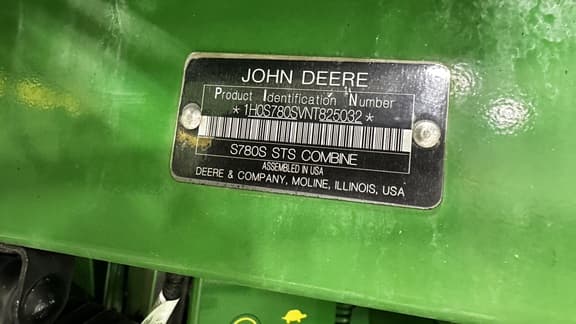 JOHN DEERE
Product Identification Number
*1H0S780SVNT825032*
S780S STS COMBINE
ASSEMBLED IN USA
DEERE & COMPANY, MOLINE, ILLINOIS, USA